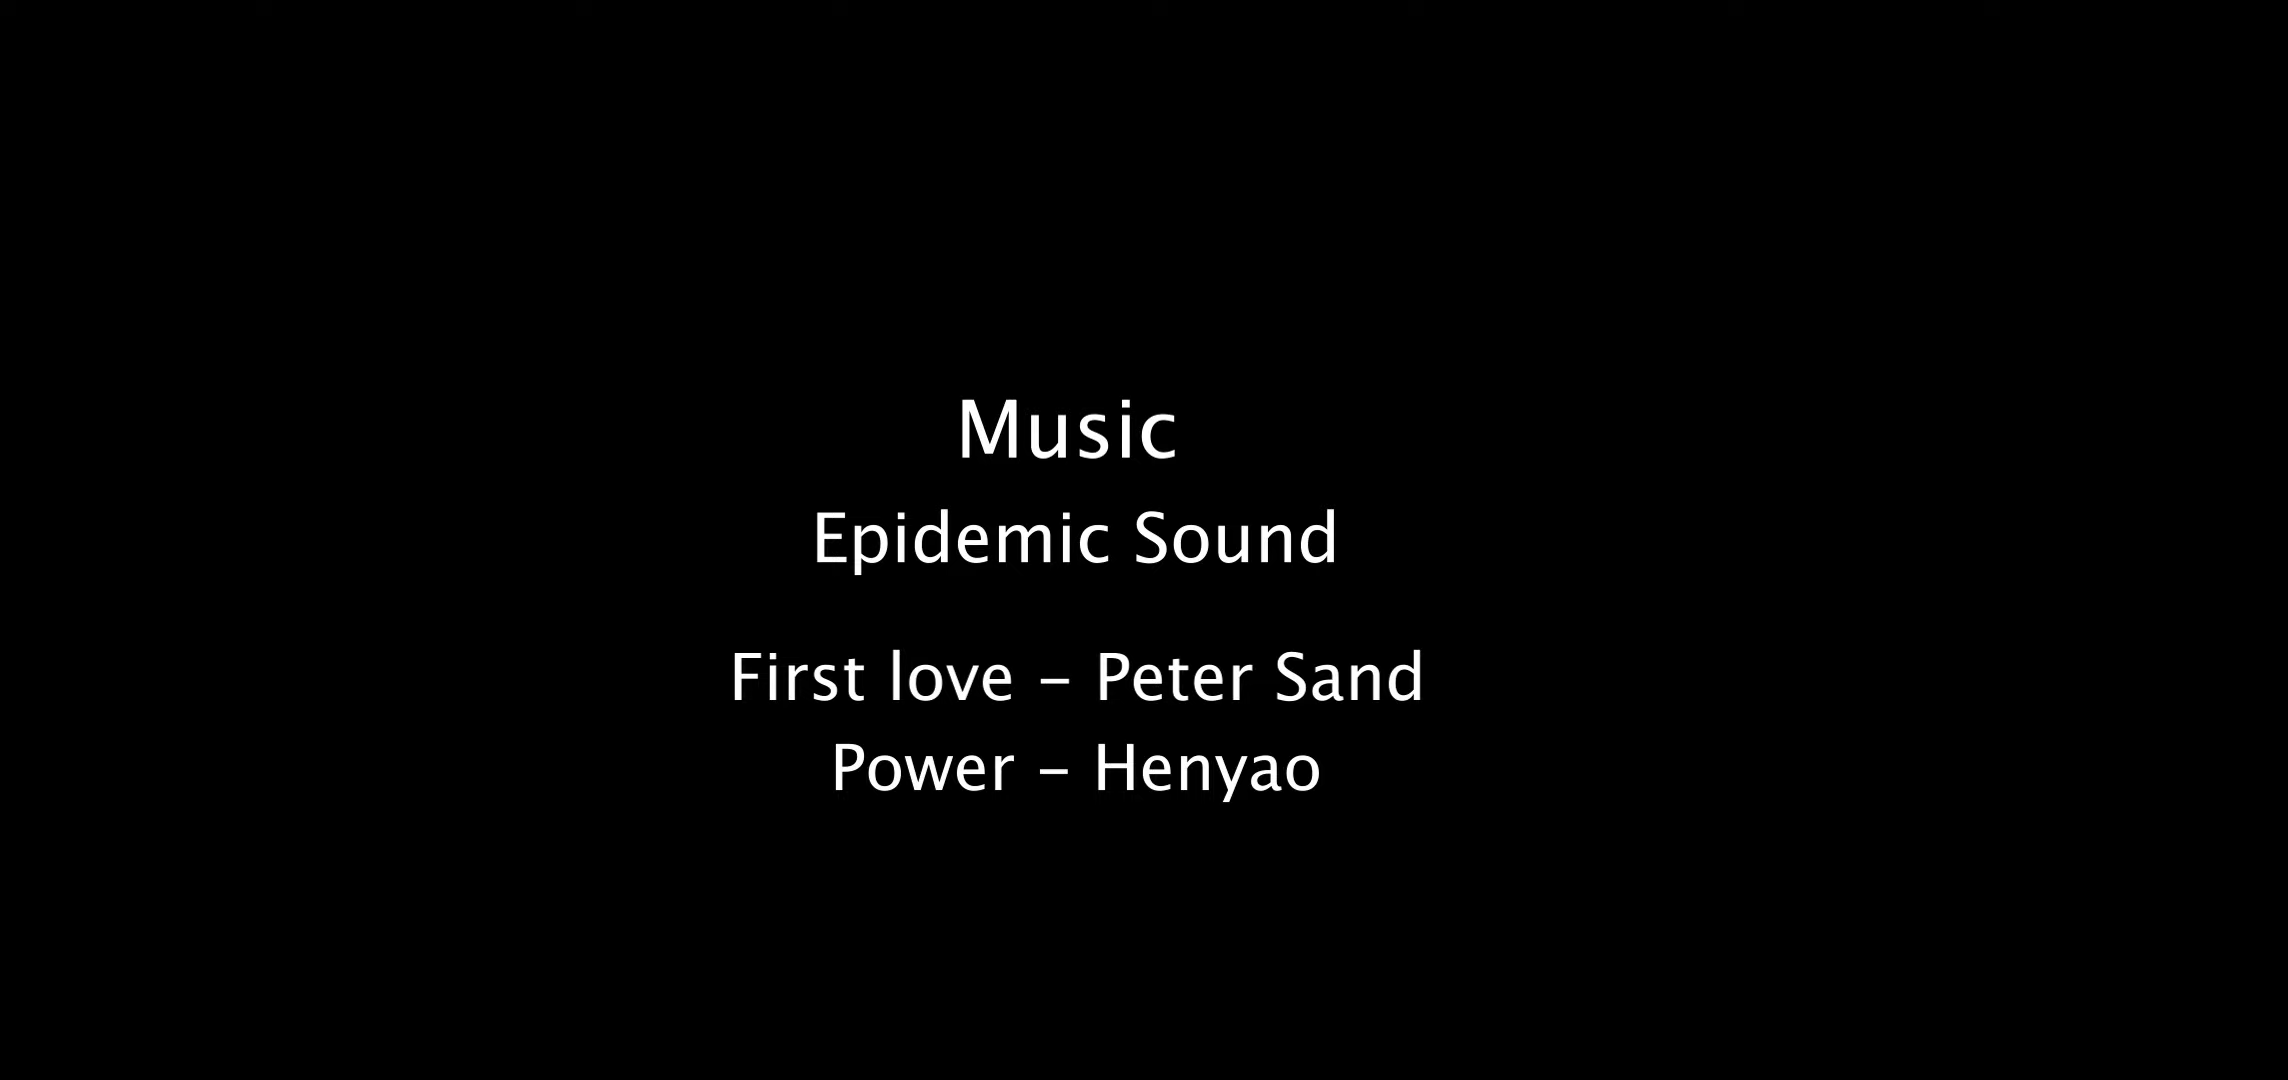 Music
Epidemic Sound
First love – Peter Sand
Power – Henyao